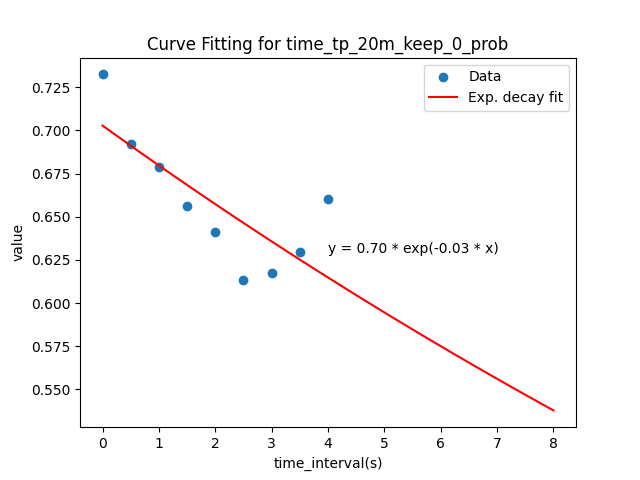 Curve Fitting for time_tp_20m_keep_0_prob
Data
Exp. decay fit
0.725
0.700
0.675
0.650
0.625
0.600
0.575
0.550
value
y = 0.70 * exp(-0.03 * x)
0 1 2 3 4 5 6 7 8
time_interval(s)